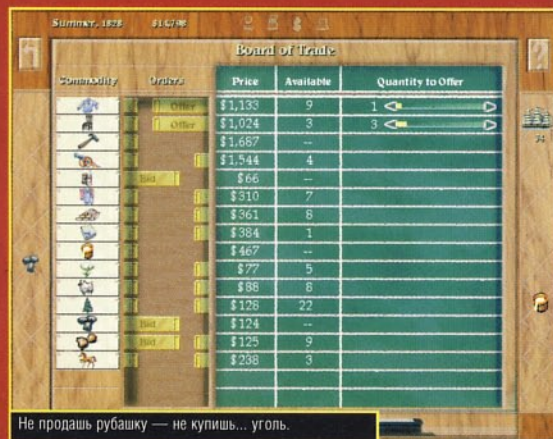 Summer, 1828
Board of Trade
Commodity Orders Price Available Quantity to Offer
Offer $1,133 9 1
Offer $1,024 3 3
$1,687 --
$1,544 4
Bid $66 --
$310 7
$361 8
$384 1
$467 --
$77 5
$88 8
$126 22
$124 --
Bid $125 9
$238 3
74
Не продашь рубашку — не купишь... уголь.